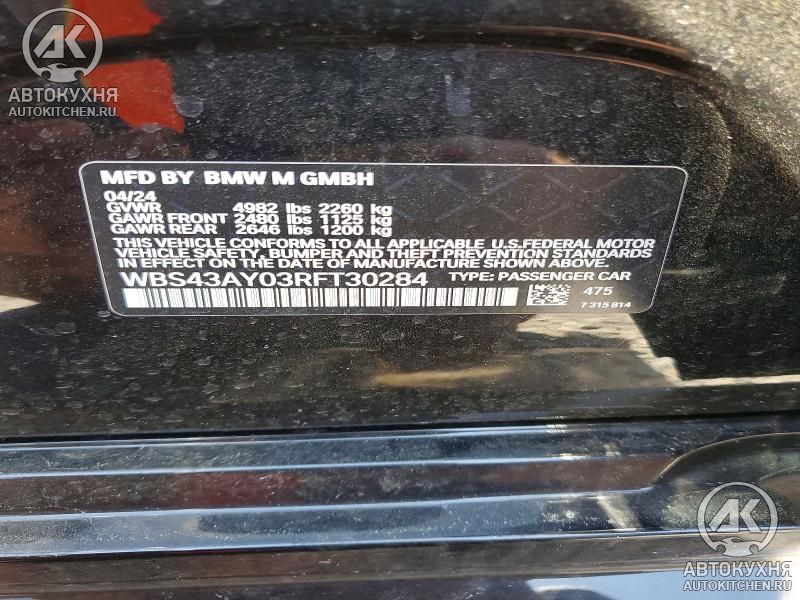 AK
АВТОКУХНЯ
AUTOKITCHEN.RU
MFD BY BMW M GMBH
04/24
GVWR 4982 lbs 2260 kg
GAWR FRONT 2480 lbs 1125 kg
GAWR REAR 2646 lbs 1200 kg
THIS VEHICLE CONFORMS TO ALL APPLICABLE U.S.FEDERAL MOTOR
VEHICLE SAFETY, BUMPER AND THEFT PREVENTION STANDARDS
IN EFFECT ON THE DATE OF MANUFACTURE SHOWN ABOVE.
WBS43AY03RFT30284 TYPE: PASSENGER CAR
475
7 315 814
AK
АВТОКУХНЯ
AUTOKITCHEN.RU